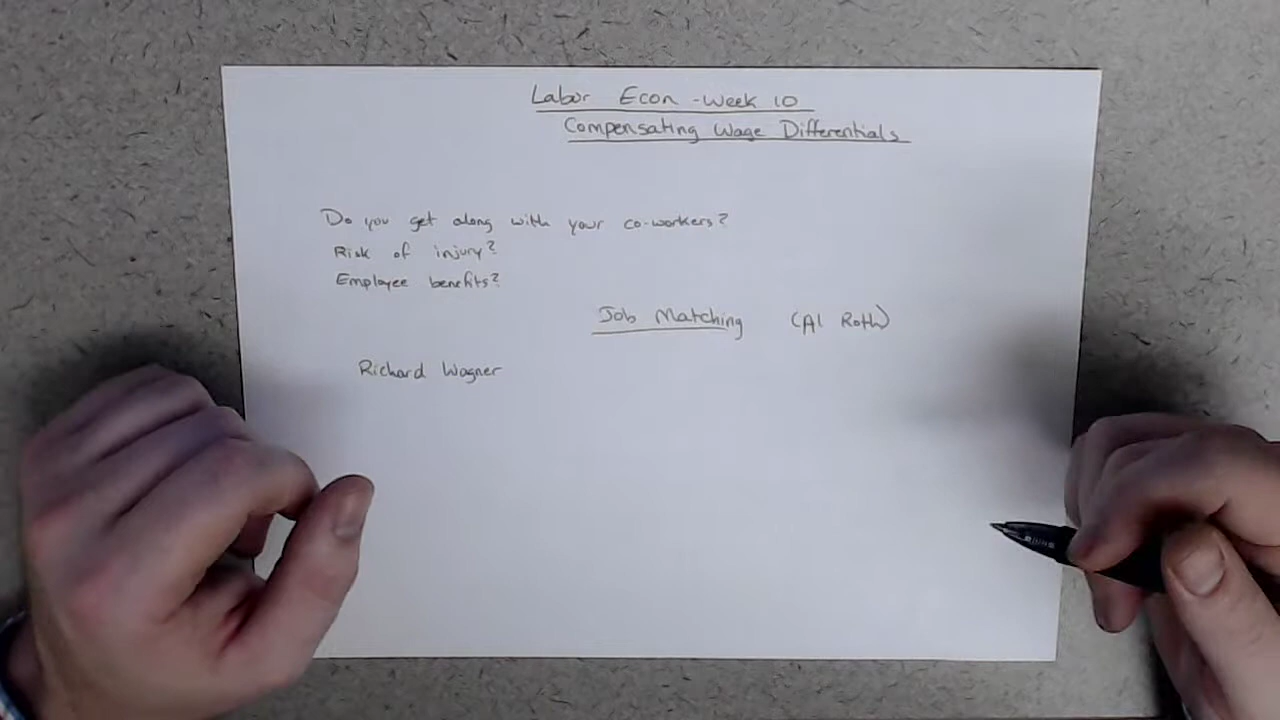 Labor Econ - Week 10
Compensating Wage Differentials
Do you get along with your co-workers?
Risk of injury?
Employee benefits?
Job Matching (Al Roth)
Richard Wagner